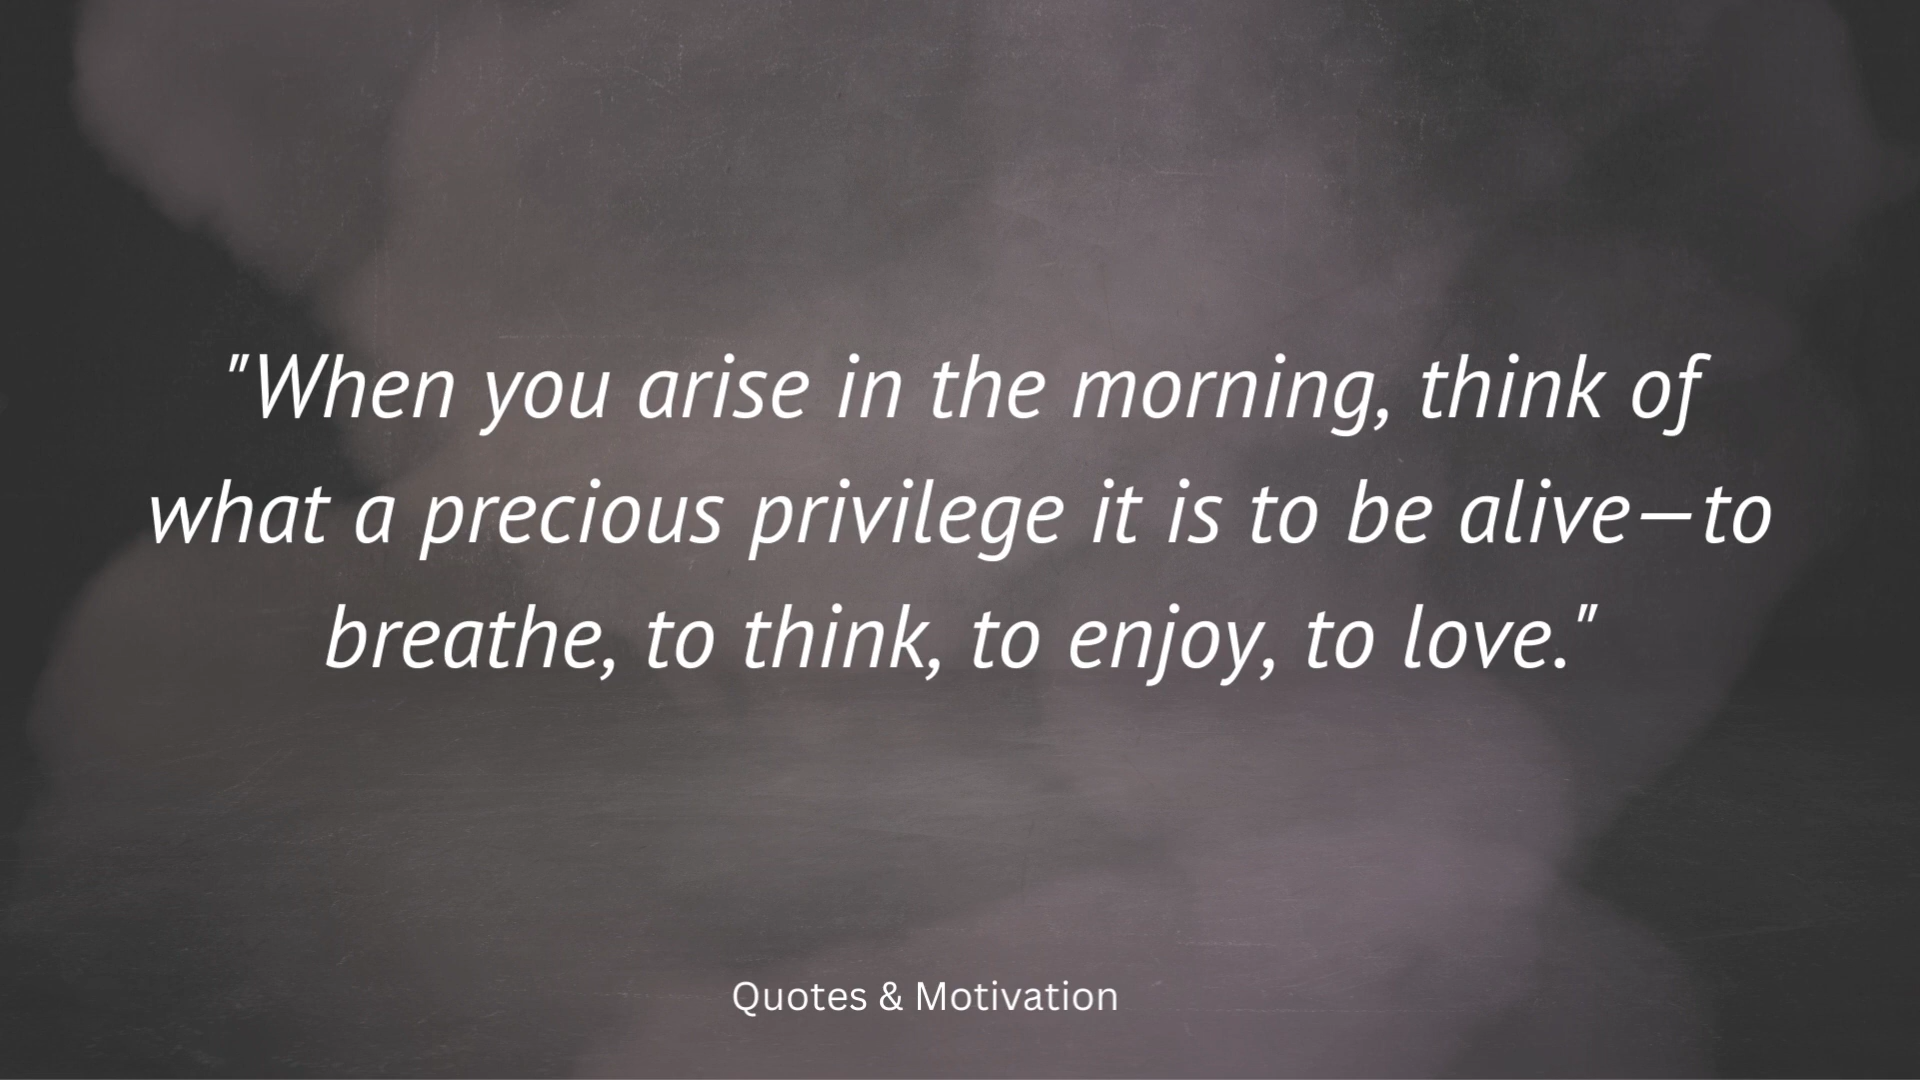 "When you arise in the morning, think of
what a precious privilege it is to be alive—to
breathe, to think, to enjoy, to love."
Quotes & Motivation